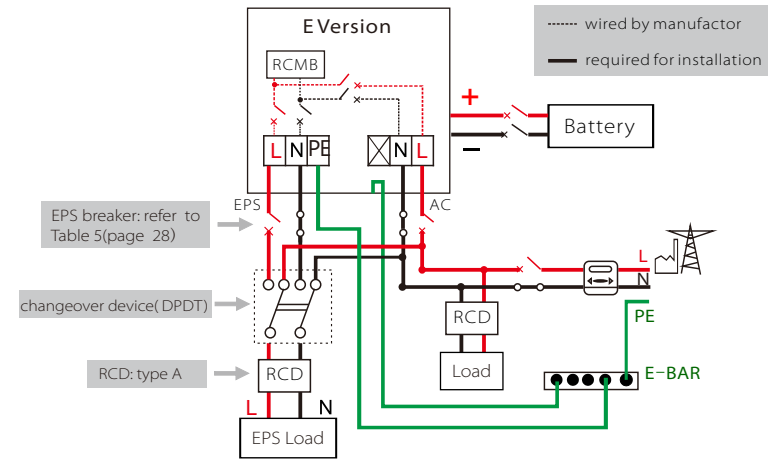 E Version
wired by manufactor
required for installation
RCMB
+
Battery
−
L N PE
N L
EPS
AC
EPS breaker: refer to
Table 5(page 28)
L
N
changeover device( DPDT)
PE
RCD
RCD: type A
RCD
Load
E-BAR
L
N
EPS Load